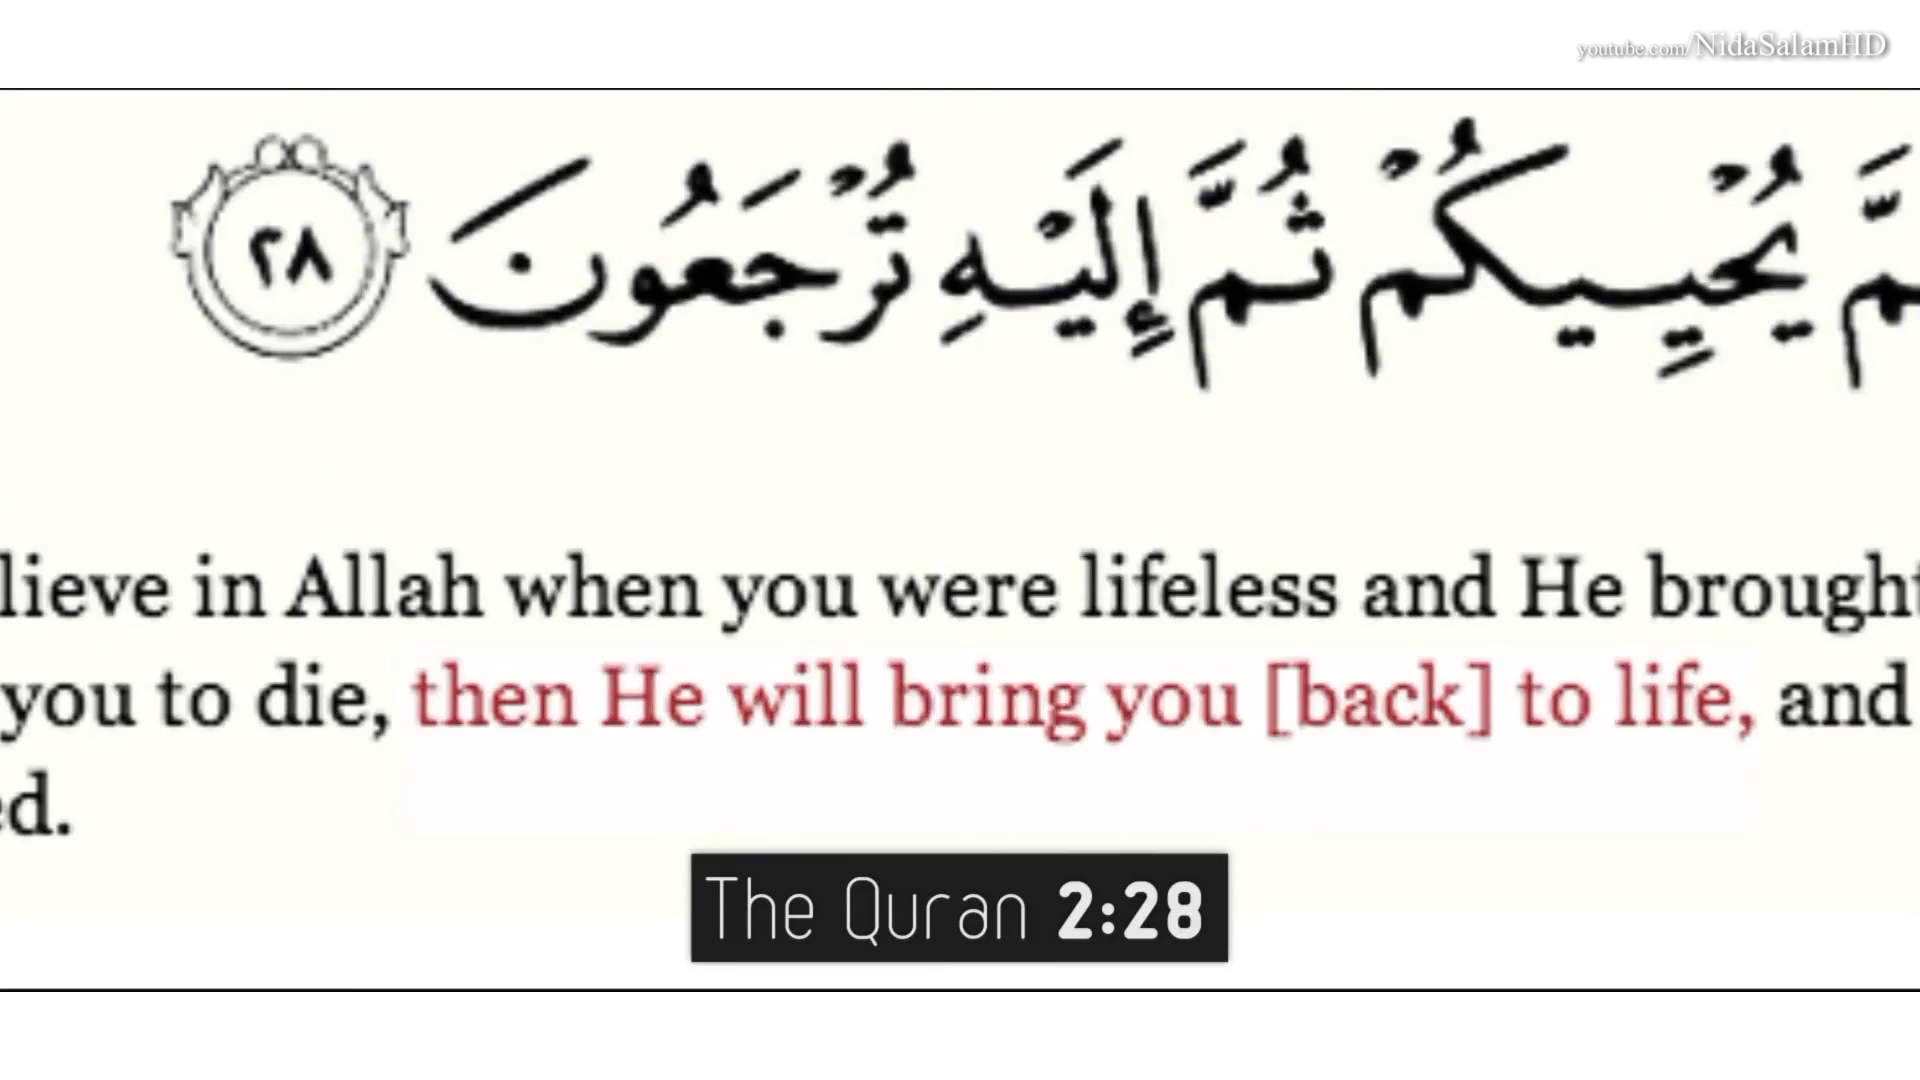 youtube.com/NidaSalamHD
يُحْيِيكُمْ ثُمَّ إِلَيْهِ تُرْجَعُونَ ٢٨
lieve in Allah when you were lifeless and He brought
you to die, then He will bring you [back] to life, and
ed.
The Quran 2:28